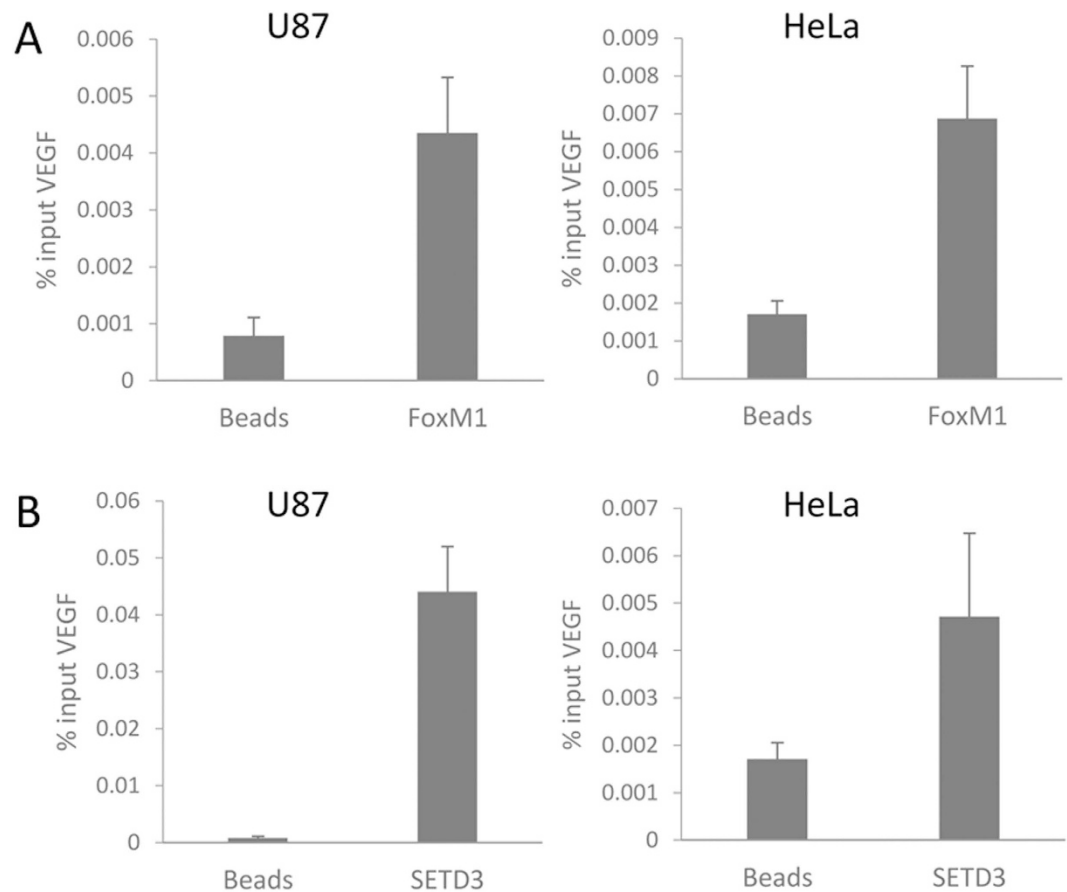 A
U87
HeLa
% input VEGF
0.006
0.005
0.004
0.003
0.002
0.001
0
Beads FoxM1
% input VEGF
0.009
0.008
0.007
0.006
0.005
0.004
0.003
0.002
0.001
0
Beads FoxM1
B
U87
HeLa
% input VEGF
0.06
0.05
0.04
0.03
0.02
0.01
0
Beads SETD3
% input VEGF
0.007
0.006
0.005
0.004
0.003
0.002
0.001
0
Beads SETD3